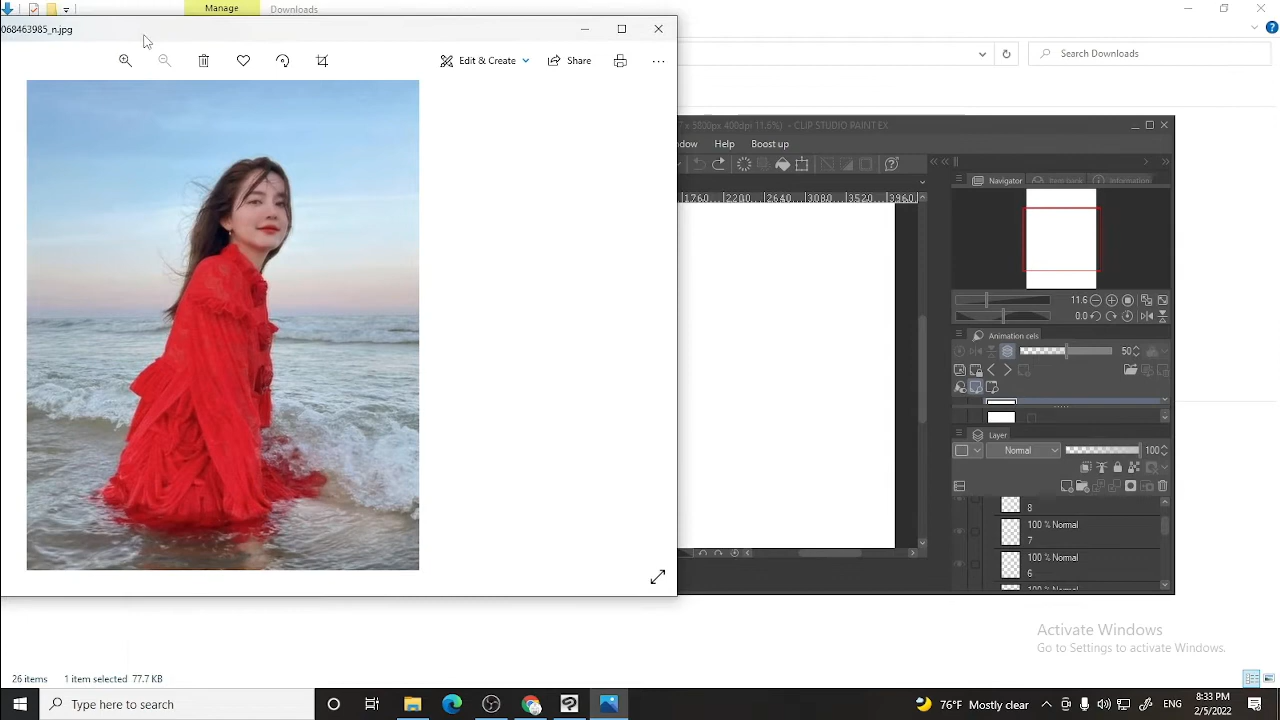 Manage
Downloads
068463985_n.jpg
Edit & Create
Share
Search Downloads
x 3800px 400dpi 11.6%) - CLIP STUDIO PAINT EX
Help
Boost up
Navigator
Information
1760 2200 2640 3080 3520 3960
11.6
0.0
Animation cels
50
Layer
Normal
100
8
100 % Normal
7
100 % Normal
6
100 % Normal
Activate Windows
Go to Settings to activate Windows.
26 items
1 item selected 77.7 KB
Type here to search
76°F Mostly clear
ENG
8:33 PM
2/5/2022